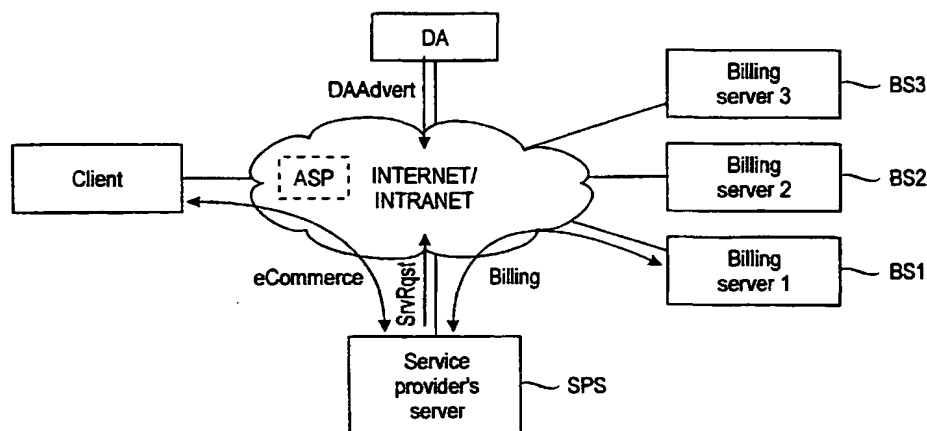 DA
DAAdvert
Billing
server 3
BS3
Client
ASP
INTERNET/
INTRANET
Billing
server 2
BS2
eCommerce
SrvRqst
Billing
Billing
server 1
BS1
Service
provider's
server
SPS